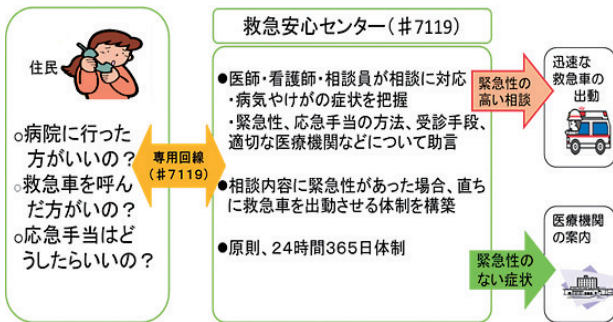 救急安心センター(♯7119)
住民
○病院に行った
方がいいの？
○救急車を呼ん
だ方がいの？
○応急手当はど
うしたらいいの？
専用回線
(♯7119)
●医師・看護師・相談員が相談に対応
・病気やけがの症状を把握
・緊急性、応急手当の方法、受診手段、
適切な医療機関などについて助言
●相談内容に緊急性があった場合、直ち
に救急車を出動させる体制を構築
●原則、24時間365日体制
緊急性の
高い相談
迅速な
救急車の
出動
緊急性の
ない症状
医療機関
の案内